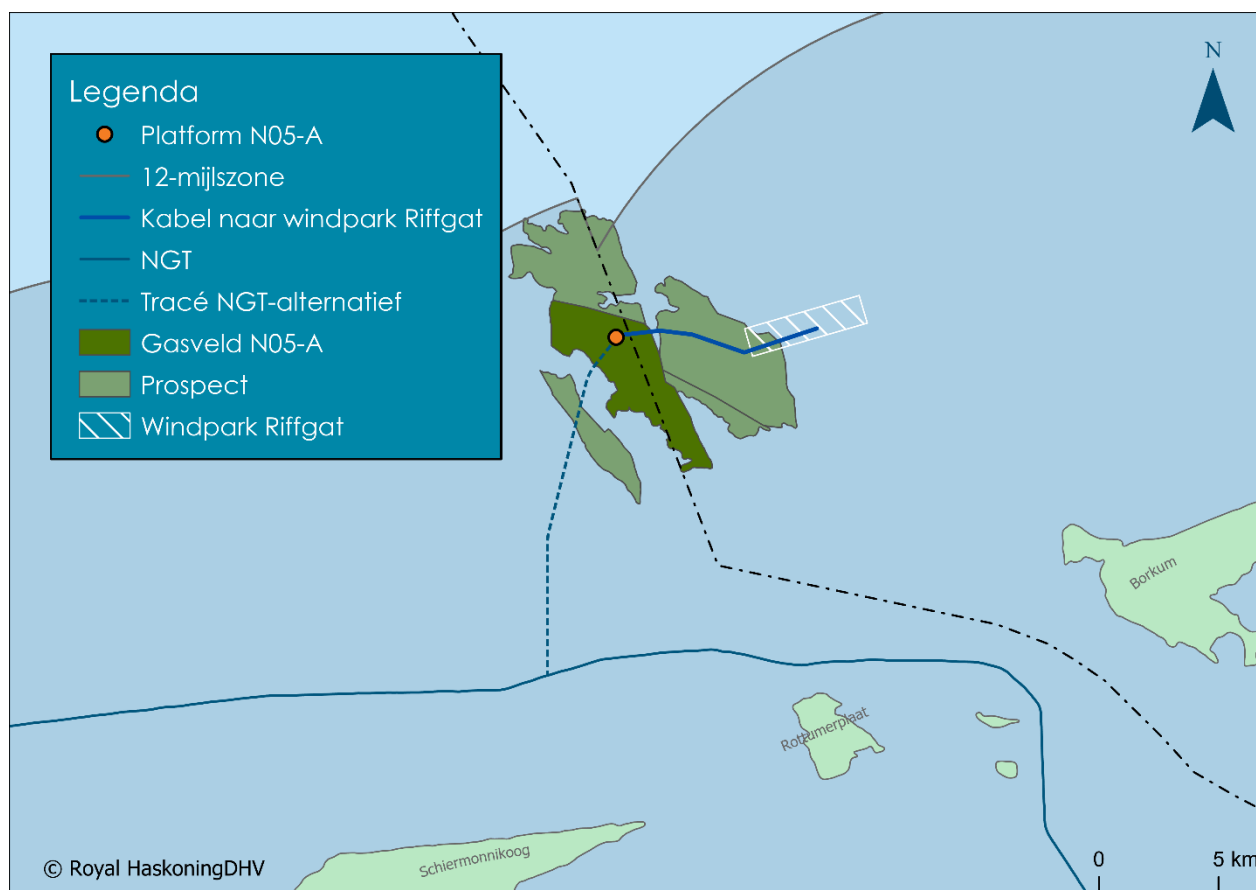 N
Legenda
Platform N05-A
12-mijlszone
Kabel naar windpark Riffgat
NGT
Tracé NGT-alternatief
Gasveld N05-A
Prospect
Windpark Riffgat
Borkum
Rottumerplaat
Schiermonnikoog
© Royal HaskoningDHV
0 5 km